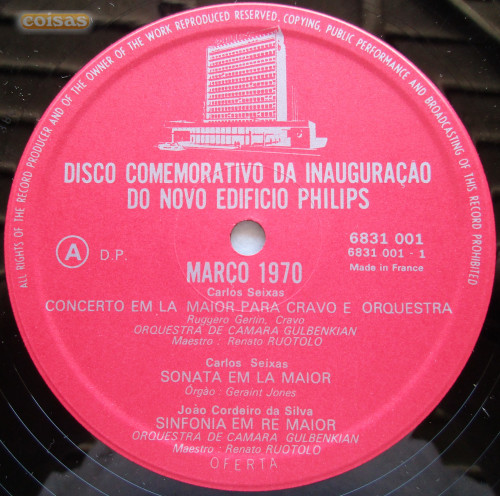 coisas
ALL RIGHTS OF THE RECORD PRODUCER AND OF THE OWNER OF THE WORK REPRODUCED RESERVED, COPYING, PUBLIC PERFORMANCE AND BROADCASTING OF THIS RECORD PROHIBITED
DISCO COMEMORATIVO DA INAUGURAÇAO
DO NOVO EDIFICIO PHILIPS
A D.P.
6831 001
6831 001 - 1
Made in France
MARCO 1970
Carlos Seixas
CONCERTO EM LA MAIOR PARA CRAVO E ORQUESTRA
Ruggero Gerlin, Cravo
ORQUESTRA DE CAMARA GULBENKIAN
Maestro : Renato RUOTOLO
Carlos Seixas
SONATA EM LA MAIOR
Órgão : Geraint Jones
João Cordeiro da Silva
SINFONIA EM RE MAIOR
ORQUESTRA DE CAMARA GULBENKIAN
Maestro : Renato RUOTOLO
OFERTA